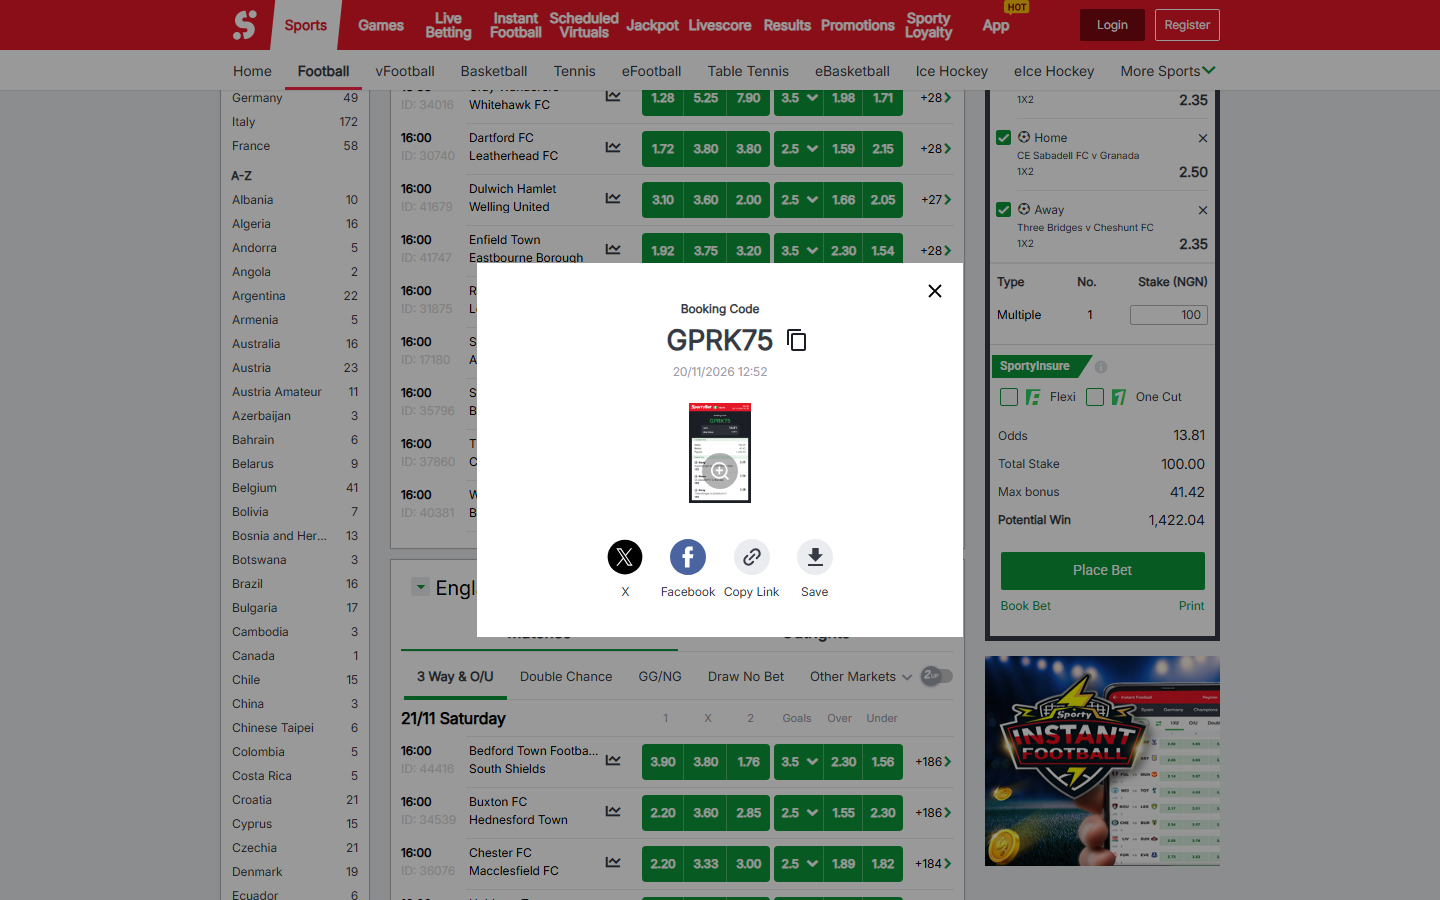 Sports
Games
Live Betting
Instant Football
Scheduled Virtuals
Jackpot
Livescore
Results
Promotions
Sporty Loyalty
App
HOT
Login
Register
Home
Football
vFootball
Basketball
Tennis
eFootball
Table Tennis
eBasketball
Ice Hockey
eIce Hockey
More Sports
Germany 49
Italy 172
France 58
A-Z
Albania 10
Algeria 16
Andorra 5
Angola 2
Argentina 22
Armenia 5
Australia 16
Austria 23
Austria Amateur 11
Azerbaijan 3
Bahrain 6
Belarus 9
Belgium 41
Bolivia 7
Bosnia and Her... 13
Botswana 3
Brazil 16
Bulgaria 17
Cambodia 3
Canada 1
Chile 15
China 3
Chinese Taipei 6
Colombia 5
Costa Rica 5
Croatia 21
Cyprus 15
Czechia 21
Denmark 19
Ecuador 6
ID: 34016 Whitehawk FC 1.28 5.25 7.90 3.5 1.98 1.71 +28
16:00 Dartford FC
ID: 30740 Leatherhead FC 1.72 3.80 3.80 2.5 1.59 2.15 +28
16:00 Dulwich Hamlet
ID: 41679 Welling United 3.10 3.60 2.00 2.5 1.66 2.05 +27
16:00 Enfield Town
ID: 41747 Eastbourne Borough 1.92 3.75 3.20 3.5 2.30 1.54 +28
16:00
ID: 31875
16:00
ID: 17180
16:00
ID: 35796
16:00
ID: 37860
16:00
ID: 40381
Booking Code
GPRK75
20/11/2026 12:52
SportyBet
GPRK75
X
Facebook
Copy Link
Save
Matches
Outrights
3 Way & O/U
Double Chance
GG/NG
Draw No Bet
Other Markets
2UP
21/11 Saturday 1 X 2 Goals Over Under
16:00 Bedford Town Footba...
ID: 44416 South Shields 3.90 3.80 1.76 3.5 2.30 1.56 +186
16:00 Buxton FC
ID: 34539 Hednesford Town 2.20 3.60 2.85 2.5 1.55 2.30 +186
16:00 Chester FC
ID: 36076 Macclesfield FC 2.20 3.33 3.00 2.5 1.89 1.82 +184
1X2 2.35
Home
CE Sabadell FC v Granada
1X2 2.50
Away
Three Bridges v Cheshunt FC
1X2 2.35
Type No. Stake (NGN)
Multiple 1 100
SportyInsure
Flexi
One Cut
Odds 13.81
Total Stake 100.00
Max bonus 41.42
Potential Win 1,422.04
Place Bet
Book Bet
Print
Sporty
INSTANT
FOOTBALL